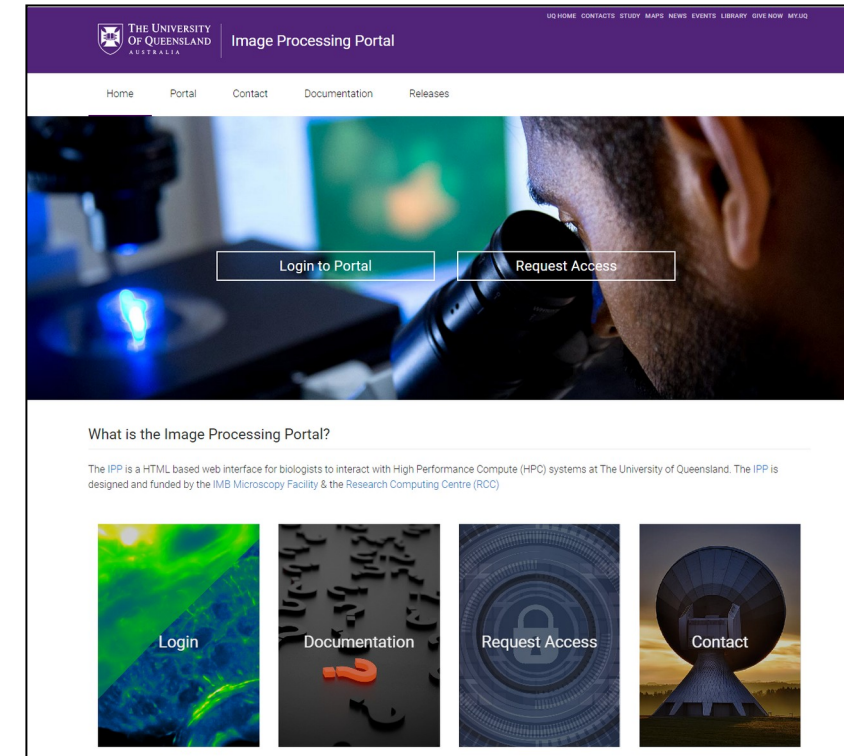 UQ HOME CONTACTS STUDY MAPS NEWS EVENTS LIBRARY GIVE NOW MY.UQ
THE UNIVERSITY
OF QUEENSLAND
AUSTRALIA
Image Processing Portal
Home Portal Contact Documentation Releases
Login to Portal Request Access
What is the Image Processing Portal?
The IPP is a HTML based web interface for biologists to interact with High Performance Compute (HPC) systems at The University of Queensland. The IPP is
designed and funded by the IMB Microscopy Facility & the Research Computing Centre (RCC)
Login Documentation Request Access Contact